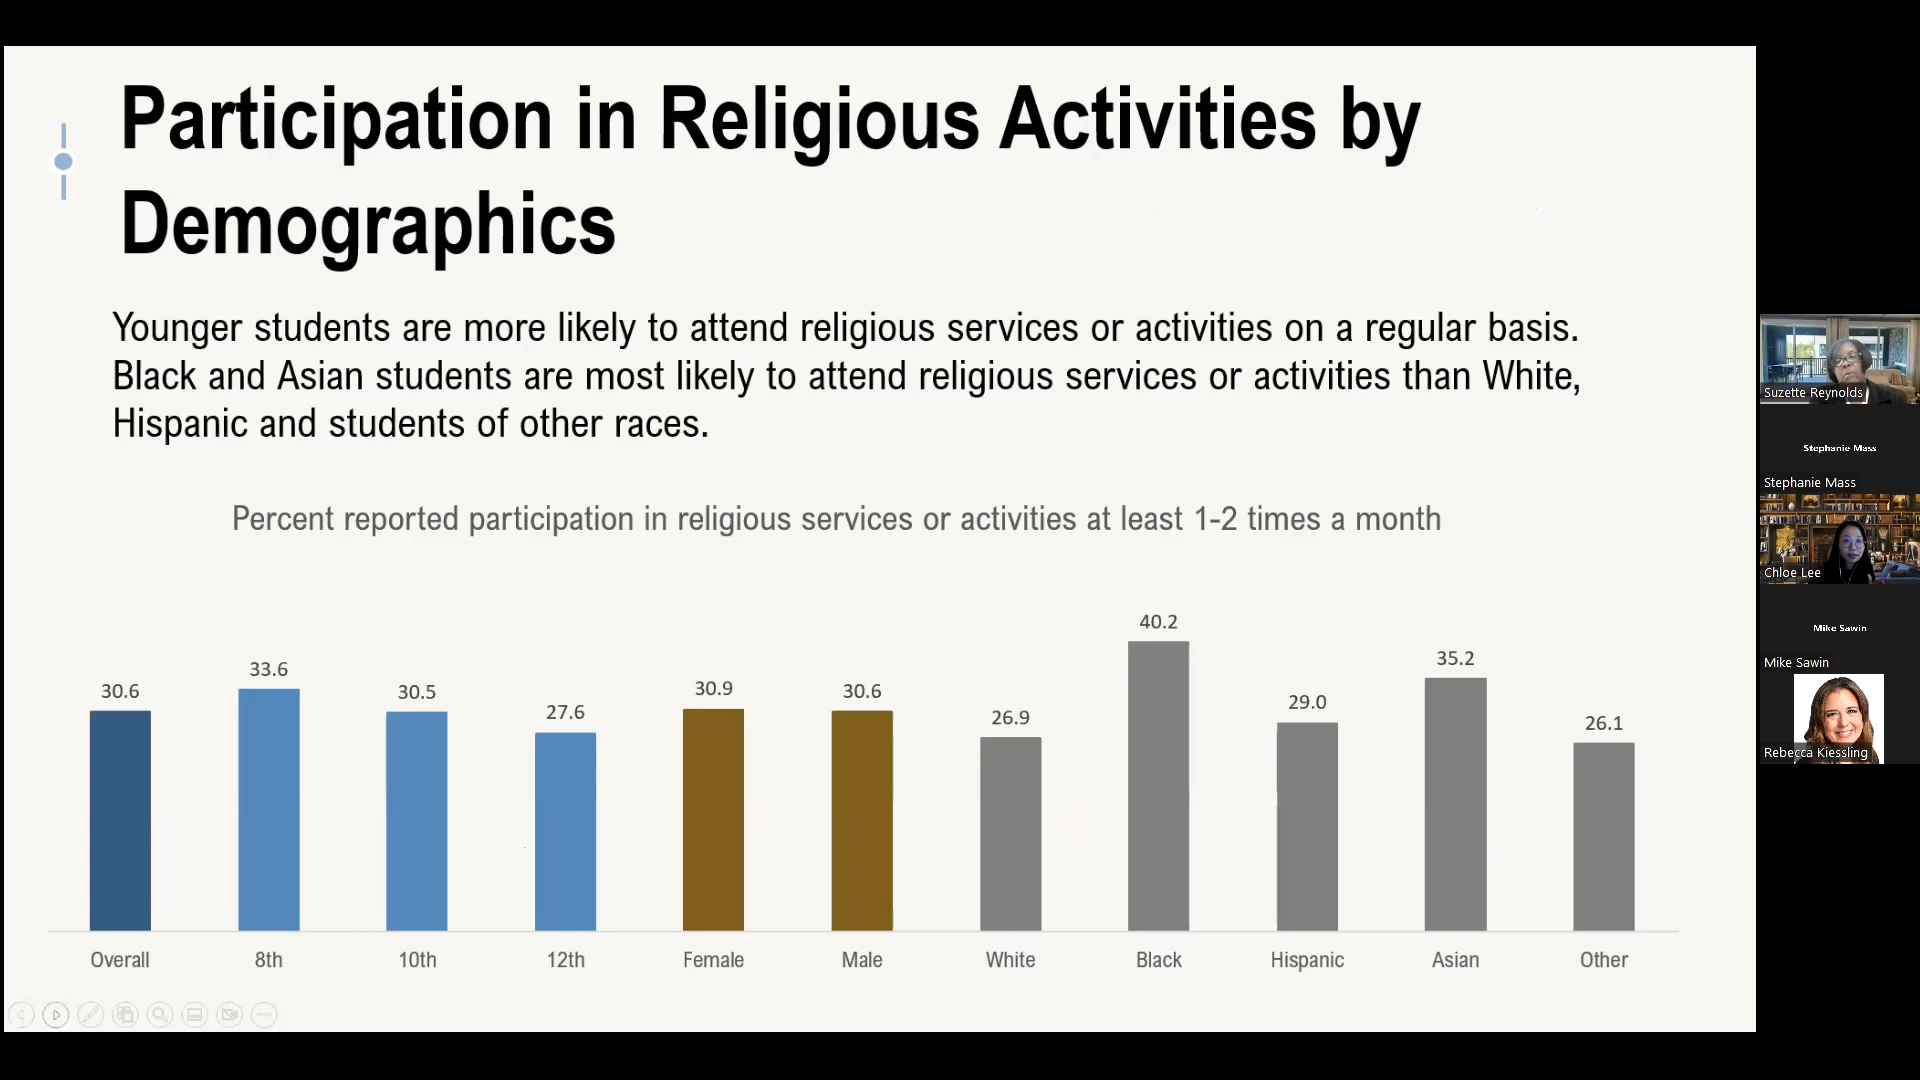 Participation in Religious Activities by
Demographics
Younger students are more likely to attend religious services or activities on a regular basis.
Black and Asian students are most likely to attend religious services or activities than White,
Hispanic and students of other races.
Percent reported participation in religious services or activities at least 1-2 times a month
30.6
33.6
30.5
27.6
30.9
30.6
26.9
40.2
29.0
35.2
26.1
Overall
8th
10th
12th
Female
Male
White
Black
Hispanic
Asian
Other
Suzette Reynolds
Stephanie Mass
Stephanie Mass
Chloe Lee
Mike Sawin
Mike Sawin
Rebecca Kiessling